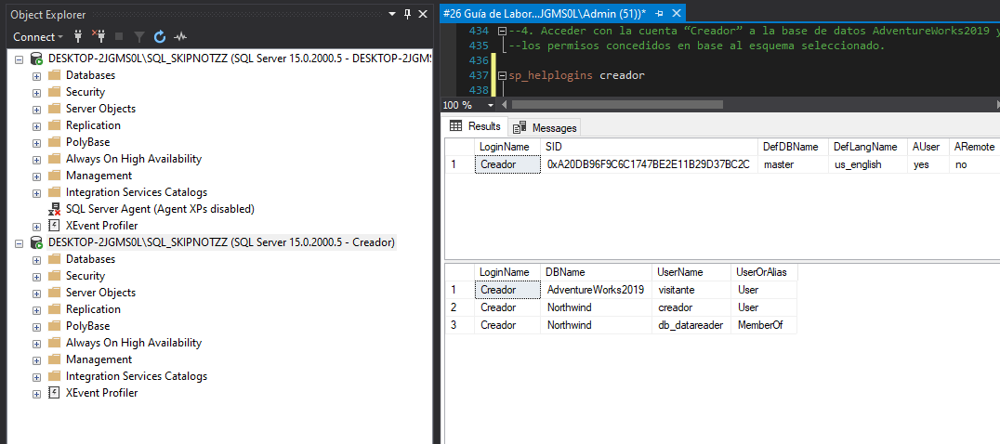 Object Explorer
Connect
DESKTOP-2JGMS0L\SQL_SKIPNOTZZ (SQL Server 15.0.2000.5 - DESKTOP-2JGMS
Databases
Security
Server Objects
Replication
PolyBase
Always On High Availability
Management
Integration Services Catalogs
SQL Server Agent (Agent XPs disabled)
XEvent Profiler
DESKTOP-2JGMS0L\SQL_SKIPNOTZZ (SQL Server 15.0.2000.5 - Creador)
Databases
Security
Server Objects
Replication
PolyBase
Always On High Availability
Management
Integration Services Catalogs
XEvent Profiler
#26 Guía de Labor...JGMS0L\Admin (51))*
434 --4. Acceder con la cuenta “Creador” a la base de datos AdventureWorks2019 y
435 --los permisos concedidos en base al esquema seleccionado.
436
437 sp_helplogins creador
438
100 %
Results Messages
LoginName SID DefDBName DefLangName AUser ARemote
1 Creador 0xA20DB96F9C6C1747BE2E11B29D37BC2C master us_english yes no
LoginName DBName UserName UserOrAlias
1 Creador AdventureWorks2019 visitante User
2 Creador Northwind creador User
3 Creador Northwind db_datareader MemberOf